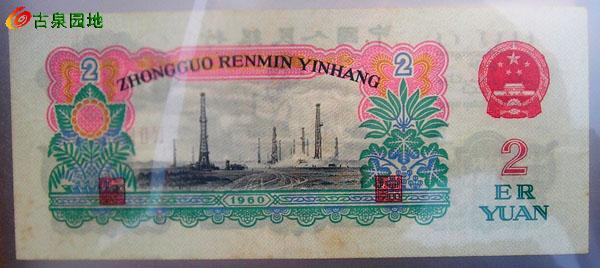 古泉园地
2
2
ZHONGGUO RENMIN YINHANG
1960
2
ER
YUAN